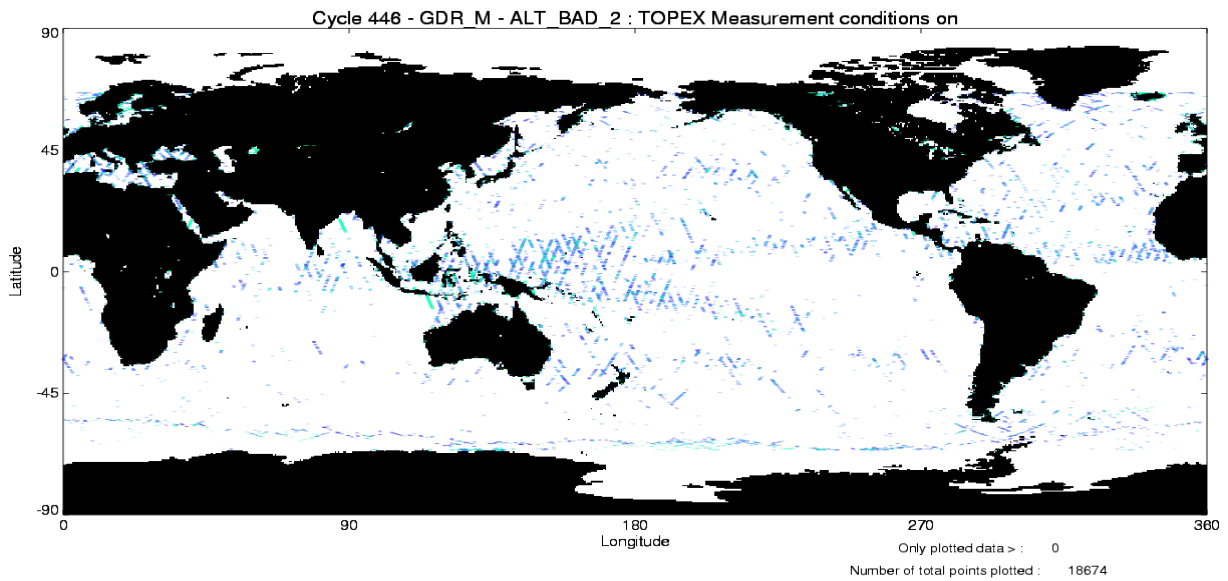 Cycle 446 - GDR_M - ALT_BAD_2 : TOPEX Measurement conditions on
90
45
0
-45
-90
Latitude
0 90 180 270 360
Longitude
Only plotted data > : 0
Number of total points plotted : 18674